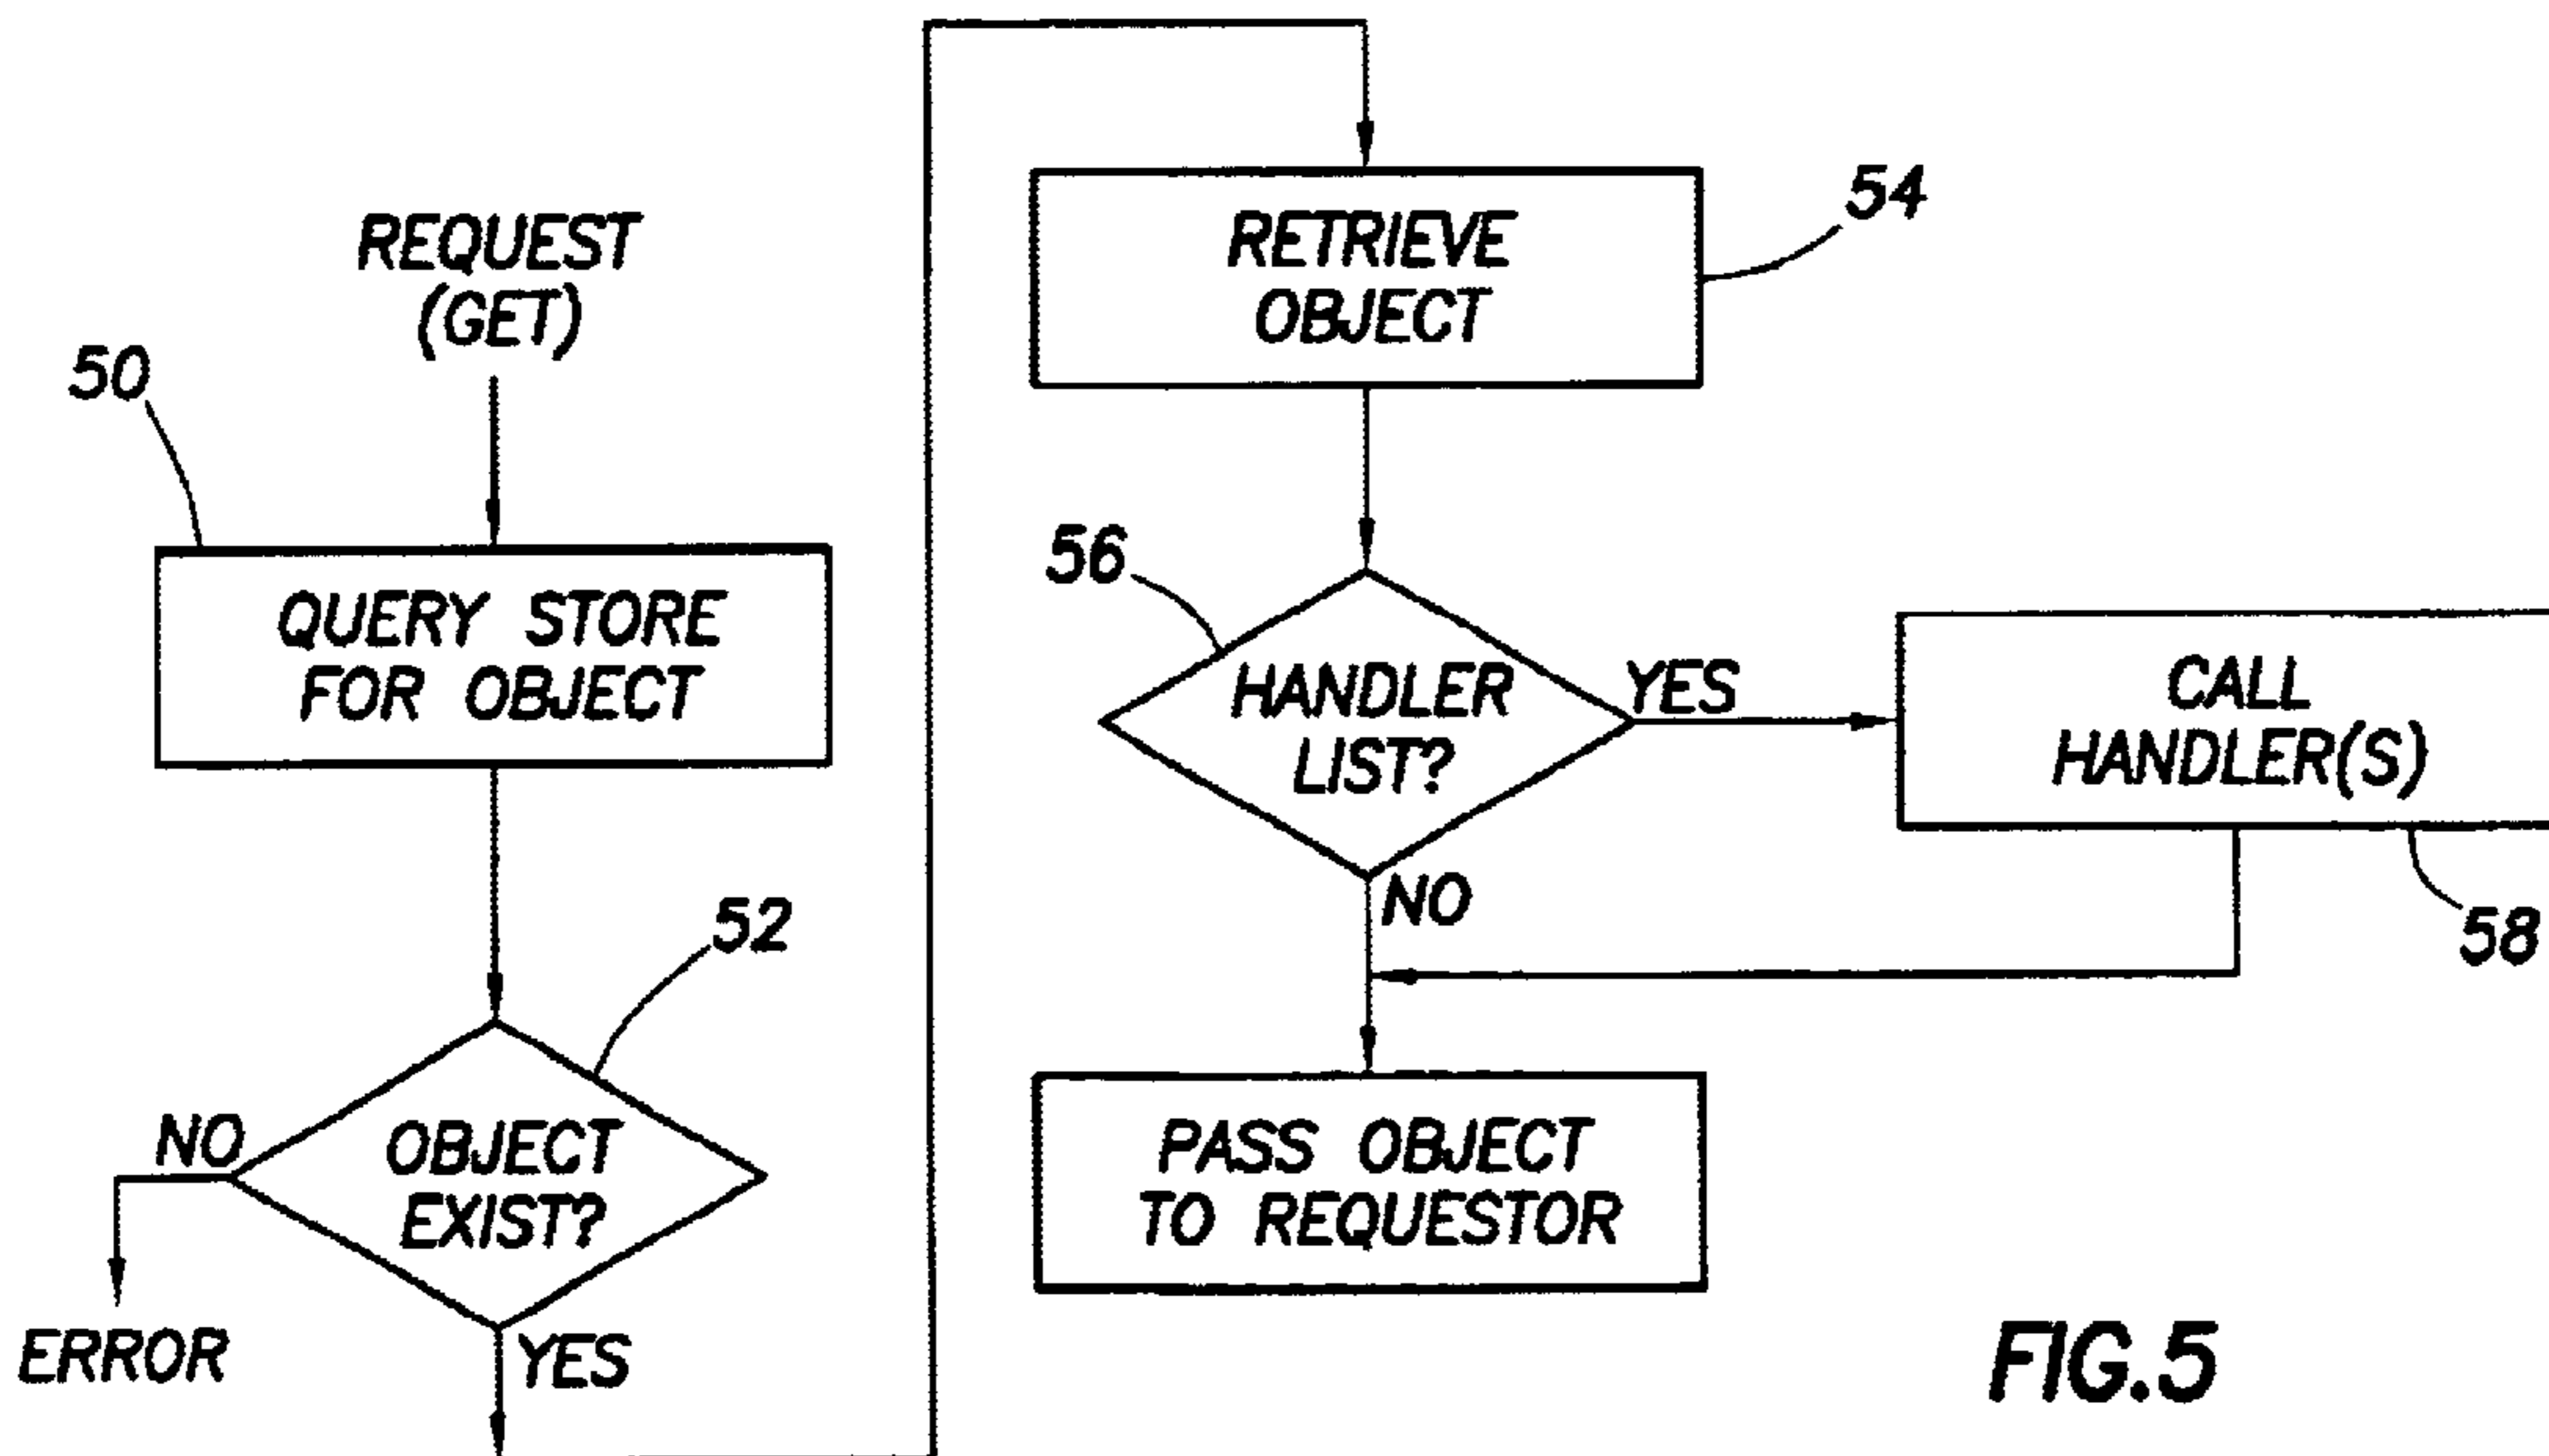 REQUEST
(GET)
50
QUERY STORE
FOR OBJECT
52
OBJECT
EXIST?
NO
ERROR
YES
54
RETRIEVE
OBJECT
56
HANDLER
LIST?
YES
CALL
HANDLER(S)
58
NO
PASS OBJECT
TO REQUESTOR
FIG.5